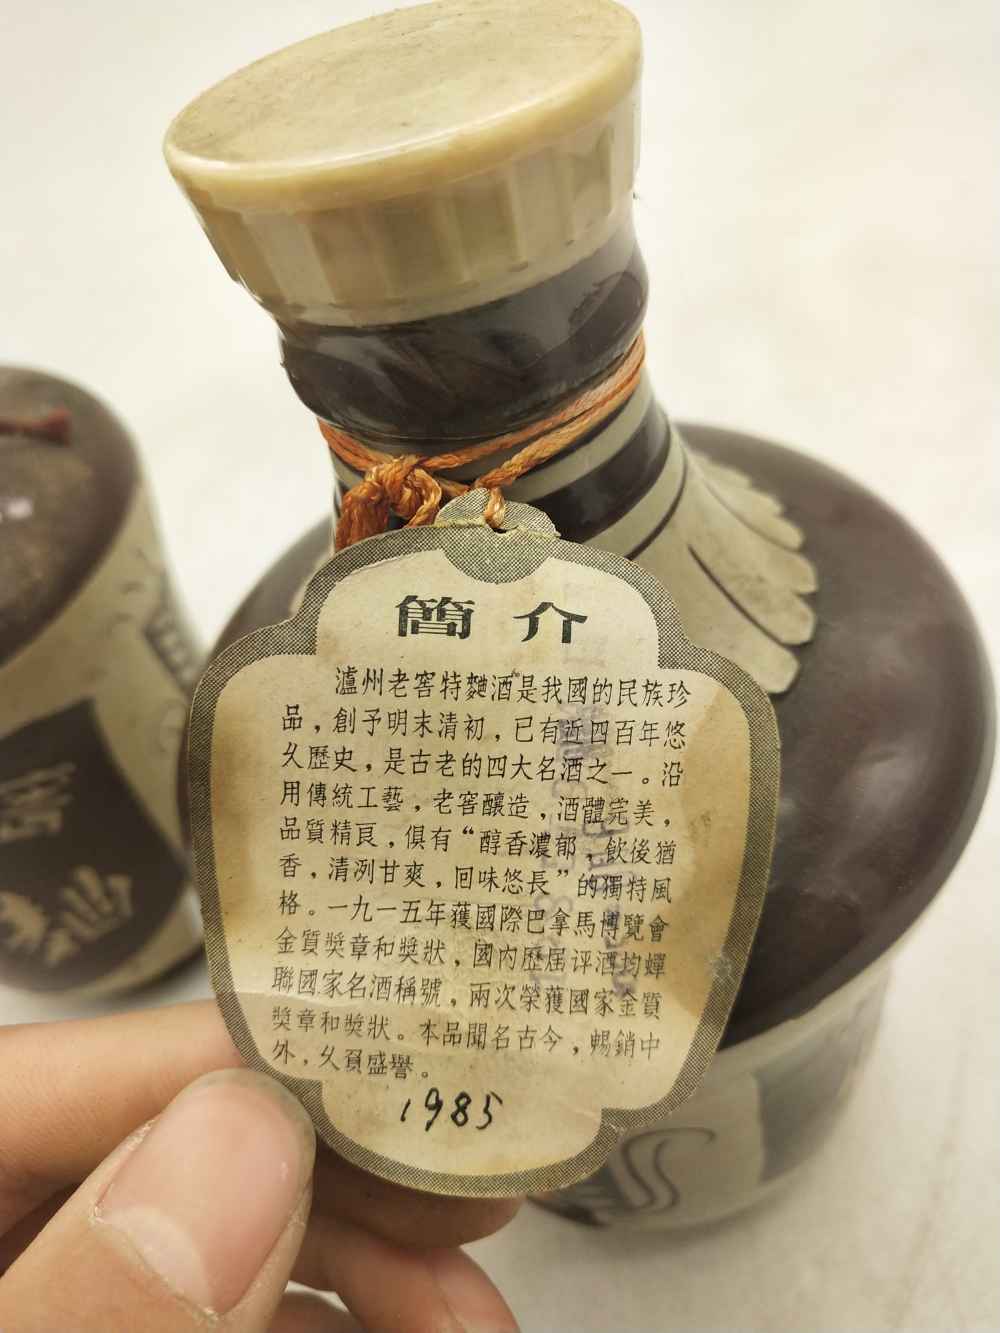 簡介
瀘州老窖特麯酒是我國的民族珍
品，創予明末清初，已有近四百年悠
久歷史，是古老的四大名酒之一。沿
用傳統工藝，老窖釀造，酒體完美，
品質精良，俱有“醇香濃郁，飲後猶
香，清洌甘爽，回味悠長”的獨特風
格。一九一五年獲國際巴拿馬博覽會
金質獎章和獎狀，國内歷届评酒均蟬
聯國家名酒稱號，兩次榮獲國家金質
獎章和獎狀。本品聞名古今，暢銷中
外，久負盛譽。
1985